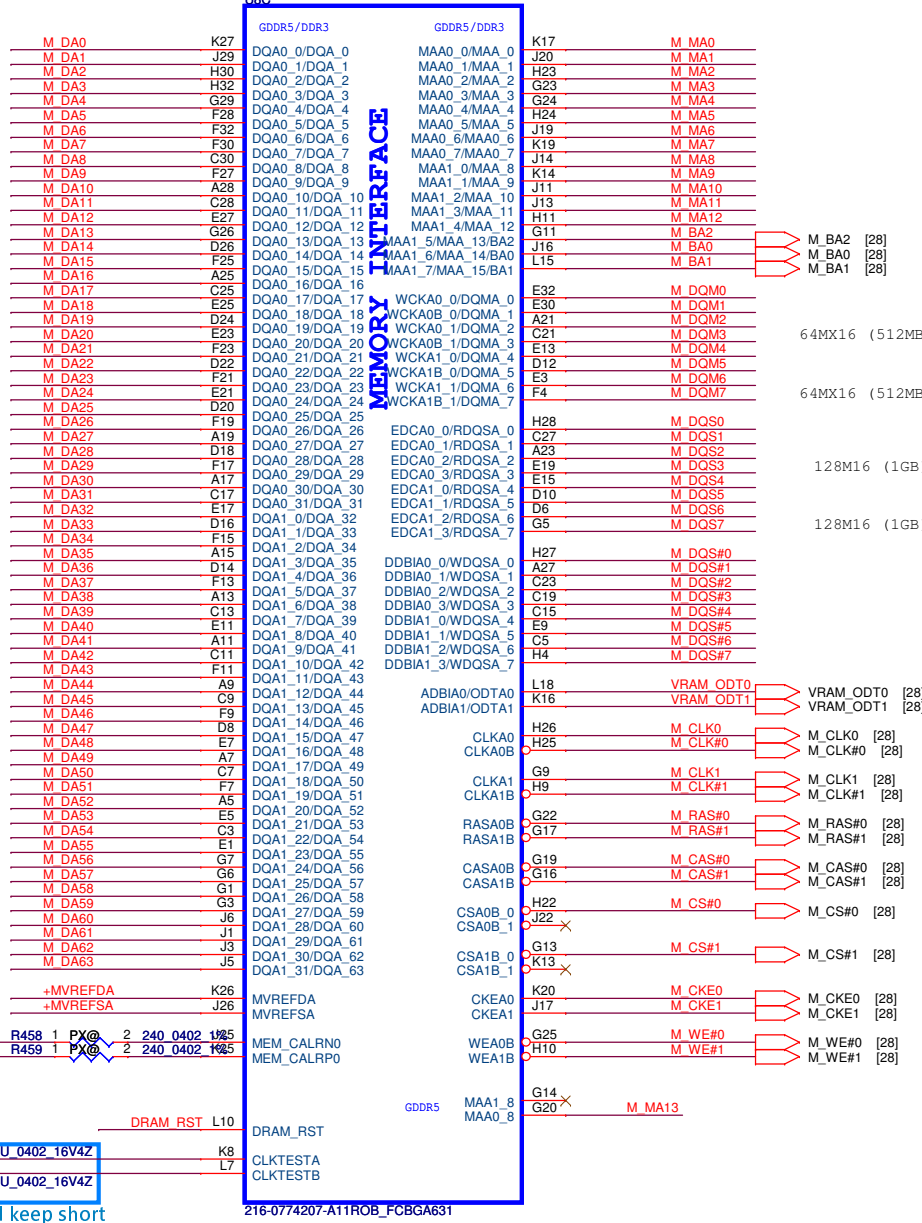 U8C
GDDR5/DDR3 GDDR5/DDR3
MEMORY INTERFACE
M_DA0 K27 DQA0_0/DQA_0 MAA0_0/MAA_0 K17 M_MA0
M_DA1 J29 DQA0_1/DQA_1 MAA0_1/MAA_1 J20 M_MA1
M_DA2 H30 DQA0_2/DQA_2 MAA0_2/MAA_2 H23 M_MA2
M_DA3 H32 DQA0_3/DQA_3 MAA0_3/MAA_3 G23 M_MA3
M_DA4 G29 DQA0_4/DQA_4 MAA0_4/MAA_4 G24 M_MA4
M_DA5 F28 DQA0_5/DQA_5 MAA0_5/MAA_5 H24 M_MA5
M_DA6 F32 DQA0_6/DQA_6 MAA0_6/MAA0_6 J19 M_MA6
M_DA7 F30 DQA0_7/DQA_7 MAA0_7/MAA0_7 K19 M_MA7
M_DA8 C30 DQA0_8/DQA_8 MAA1_0/MAA_8 J14 M_MA8
M_DA9 F27 DQA0_9/DQA_9 MAA1_1/MAA_9 K14 M_MA9
M_DA10 A28 DQA0_10/DQA_10 MAA1_2/MAA_10 J11 M_MA10
M_DA11 C28 DQA0_11/DQA_11 MAA1_3/MAA_11 J13 M_MA11
M_DA12 E27 DQA0_12/DQA_12 MAA1_4/MAA_12 H11 M_MA12
M_DA13 G26 DQA0_13/DQA_13 MAA1_5/MAA_13/BA2 G11 M_BA2 M_BA2 [28]
M_DA14 D26 DQA0_14/DQA_14 MAA1_6/MAA_14/BA0 J16 M_BA0 M_BA0 [28]
M_DA15 F25 DQA0_15/DQA_15 MAA1_7/MAA_15/BA1 L15 M_BA1 M_BA1 [28]
M_DA16 A25 DQA0_16/DQA_16
M_DA17 C25 DQA0_17/DQA_17 WCKA0_0/DQMA_0 E32 M_DQM0
M_DA18 E25 DQA0_18/DQA_18 WCKA0B_0/DQMA_1 E30 M_DQM1
M_DA19 D24 DQA0_19/DQA_19 WCKA0_1/DQMA_2 A21 M_DQM2
M_DA20 E23 DQA0_20/DQA_20 WCKA0B_1/DQMA_3 C21 M_DQM3 64MX16 (512MB
M_DA21 F23 DQA0_21/DQA_21 WCKA1_0/DQMA_4 E13 M_DQM4
M_DA22 D22 DQA0_22/DQA_22 WCKA1B_0/DQMA_5 D12 M_DQM5
M_DA23 F21 DQA0_23/DQA_23 WCKA1_1/DQMA_6 E3 M_DQM6
M_DA24 E21 DQA0_24/DQA_24 WCKA1B_1/DQMA_7 F4 M_DQM7 64MX16 (512MB
M_DA25 D20 DQA0_25/DQA_25
M_DA26 F19 DQA0_26/DQA_26 EDCA0_0/RDQSA_0 H28 M_DQS0
M_DA27 A19 DQA0_27/DQA_27 EDCA0_1/RDQSA_1 C27 M_DQS1
M_DA28 D18 DQA0_28/DQA_28 EDCA0_2/RDQSA_2 A23 M_DQS2
M_DA29 F17 DQA0_29/DQA_29 EDCA0_3/RDQSA_3 E19 M_DQS3 128M16 (1GB
M_DA30 A17 DQA0_30/DQA_30 EDCA1_0/RDQSA_4 E15 M_DQS4
M_DA31 C17 DQA0_31/DQA_31 EDCA1_1/RDQSA_5 D10 M_DQS5
M_DA32 E17 DQA1_0/DQA_32 EDCA1_2/RDQSA_6 D6 M_DQS6
M_DA33 D16 DQA1_1/DQA_33 EDCA1_3/RDQSA_7 G5 M_DQS7 128M16 (1GB
M_DA34 F15 DQA1_2/DQA_34
M_DA35 A15 DQA1_3/DQA_35 DDBIA0_0/WDQSA_0 H27 M_DQS#0
M_DA36 D14 DQA1_4/DQA_36 DDBIA0_1/WDQSA_1 A27 M_DQS#1
M_DA37 F13 DQA1_5/DQA_37 DDBIA0_2/WDQSA_2 C23 M_DQS#2
M_DA38 A13 DQA1_6/DQA_38 DDBIA0_3/WDQSA_3 C19 M_DQS#3
M_DA39 C13 DQA1_7/DQA_39 DDBIA1_0/WDQSA_4 C15 M_DQS#4
M_DA40 E11 DQA1_8/DQA_40 DDBIA1_1/WDQSA_5 E9 M_DQS#5
M_DA41 A11 DQA1_9/DQA_41 DDBIA1_2/WDQSA_6 C5 M_DQS#6
M_DA42 C11 DQA1_10/DQA_42 DDBIA1_3/WDQSA_7 H4 M_DQS#7
M_DA43 F11 DQA1_11/DQA_43
M_DA44 A9 DQA1_12/DQA_44 ADBIA0/ODTA0 L18 VRAM_ODT0 VRAM_ODT0 [28]
M_DA45 C9 DQA1_13/DQA_45 ADBIA1/ODTA1 K16 VRAM_ODT1 VRAM_ODT1 [28]
M_DA46 F9 DQA1_14/DQA_46
M_DA47 D8 DQA1_15/DQA_47 CLKA0 H26 M_CLK0 M_CLK0 [28]
M_DA48 E7 DQA1_16/DQA_48 CLKA0B H25 M_CLK#0 M_CLK#0 [28]
M_DA49 A7 DQA1_17/DQA_49
M_DA50 C7 DQA1_18/DQA_50 CLKA1 G9 M_CLK1 M_CLK1 [28]
M_DA51 F7 DQA1_19/DQA_51 CLKA1B H9 M_CLK#1 M_CLK#1 [28]
M_DA52 A5 DQA1_20/DQA_52
M_DA53 E5 DQA1_21/DQA_53 RASA0B G22 M_RAS#0 M_RAS#0 [28]
M_DA54 C3 DQA1_22/DQA_54 RASA1B G17 M_RAS#1 M_RAS#1 [28]
M_DA55 E1 DQA1_23/DQA_55
M_DA56 G7 DQA1_24/DQA_56 CASA0B G19 M_CAS#0 M_CAS#0 [28]
M_DA57 G6 DQA1_25/DQA_57 CASA1B G16 M_CAS#1 M_CAS#1 [28]
M_DA58 G1 DQA1_26/DQA_58
M_DA59 G3 DQA1_27/DQA_59 CSA0B_0 H22 M_CS#0 M_CS#0 [28]
M_DA60 J6 DQA1_28/DQA_60 CSA0B_1 J22
M_DA61 J1 DQA1_29/DQA_61
M_DA62 J3 DQA1_30/DQA_62 CSA1B_0 G13 M_CS#1 M_CS#1 [28]
M_DA63 J5 DQA1_31/DQA_63 CSA1B_1 K13
+MVREFDA K26 MVREFDA CKEA0 K20 M_CKE0 M_CKE0 [28]
+MVREFSA J26 MVREFSA CKEA1 J17 M_CKE1 M_CKE1 [28]
R458 1 PX@ 2 240_0402_1% MEM_CALRN0 WEA0B G25 M_WE#0 M_WE#0 [28]
R459 1 PX@ 2 240_0402_1% MEM_CALRP0 WEA1B H10 M_WE#1 M_WE#1 [28]
GDDR5 MAA1_8 G14
MAA0_8 G20 M_MA13
DRAM_RST L10 DRAM_RST
U_0402_16V4Z K8 CLKTESTA
U_0402_16V4Z L7 CLKTESTB
keep short
216-0774207-A11ROB_FCBGA631